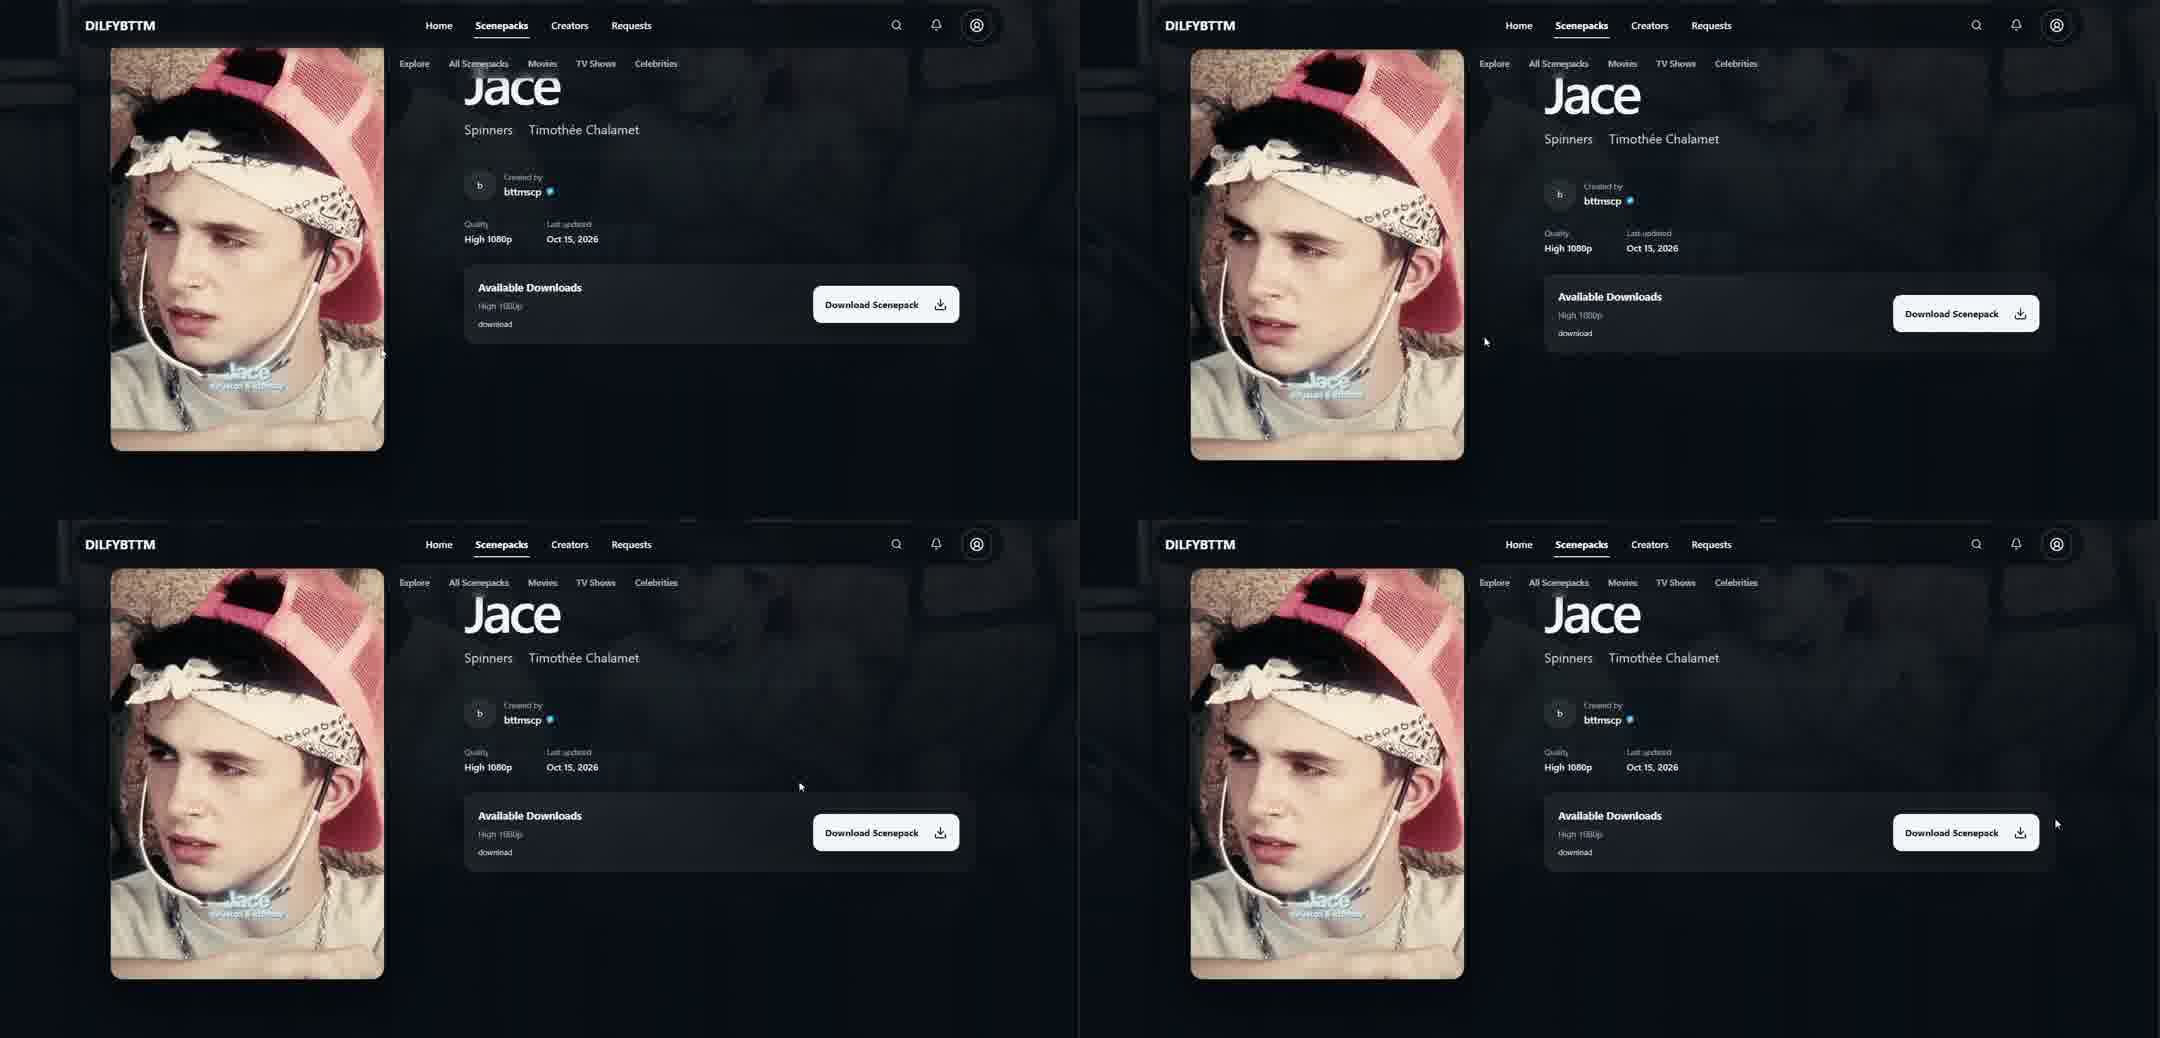 DILFYBTTM Home Scenepacks Creators Requests
Explore All Scenepacks Movies TV Shows Celebrities
Jace
Spinners Timothée Chalamet
b
Created by
bttmscp
Quality Last updated
High 1080p Oct 15, 2026
Available Downloads
High 1080p
download
Download Scenepack
Jace
DILFYBTTM Home Scenepacks Creators Requests
Explore All Scenepacks Movies TV Shows Celebrities
Jace
Spinners Timothée Chalamet
b
Created by
bttmscp
Quality Last updated
High 1080p Oct 15, 2026
Available Downloads
High 1080p
download
Download Scenepack
Jace
DILFYBTTM Home Scenepacks Creators Requests
Explore All Scenepacks Movies TV Shows Celebrities
Jace
Spinners Timothée Chalamet
b
Created by
bttmscp
Quality Last updated
High 1080p Oct 15, 2026
Available Downloads
High 1080p
download
Download Scenepack
Jace
DILFYBTTM Home Scenepacks Creators Requests
Explore All Scenepacks Movies TV Shows Celebrities
Jace
Spinners Timothée Chalamet
b
Created by
bttmscp
Quality Last updated
High 1080p Oct 15, 2026
Available Downloads
High 1080p
download
Download Scenepack
Jace